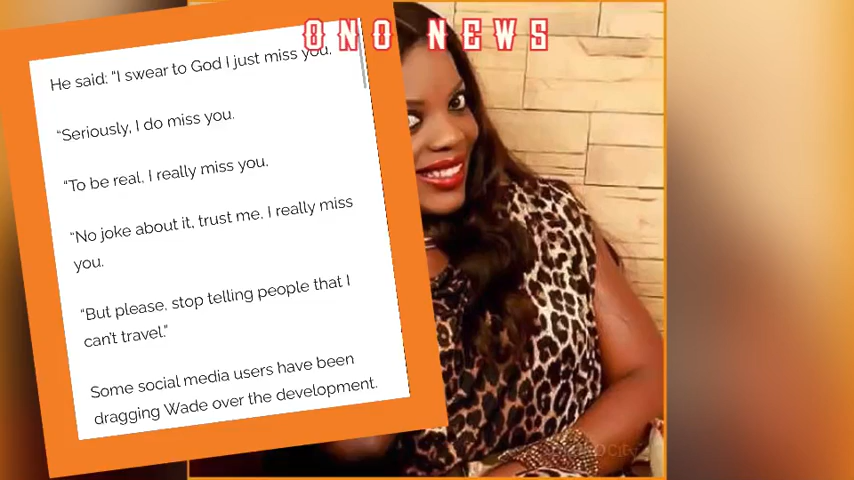 ONO NEWS
He said: "I swear to God I just miss you.
"Seriously, I do miss you.
"To be real, I really miss you.
"No joke about it, trust me, I really miss
you.
"But please, stop telling people that I
can't travel."
Some social media users have been
dragging Wade over the development.